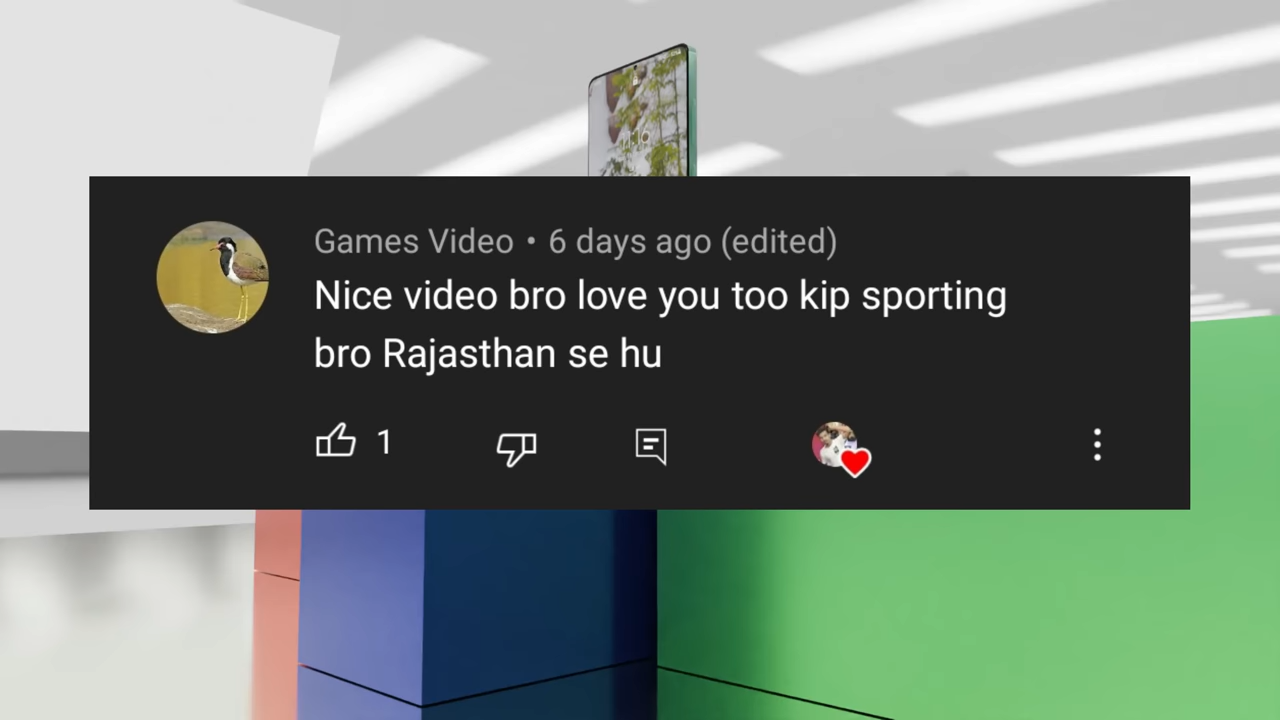 Games Video • 6 days ago (edited)
Nice video bro love you too kip sporting
bro Rajasthan se hu
1